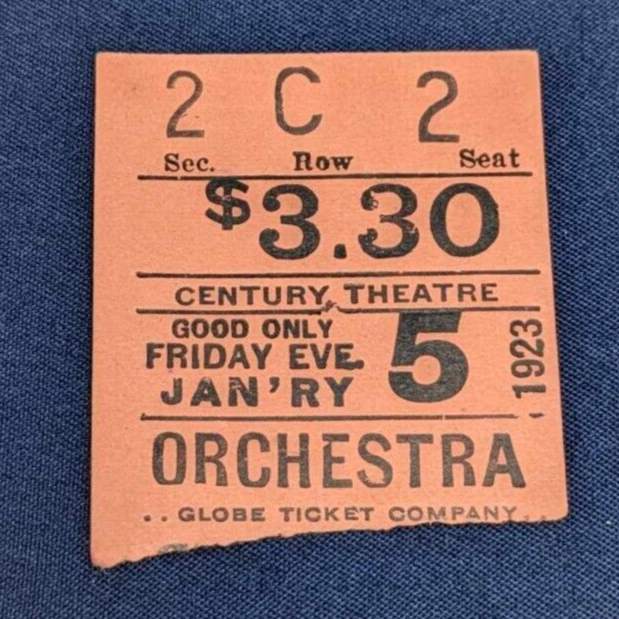 2 C 2
Sec. Row Seat
$3.30
CENTURY THEATRE
GOOD ONLY
FRIDAY EVE.
JAN'RY 5
1923
ORCHESTRA
..GLOBE TICKET COMPANY..